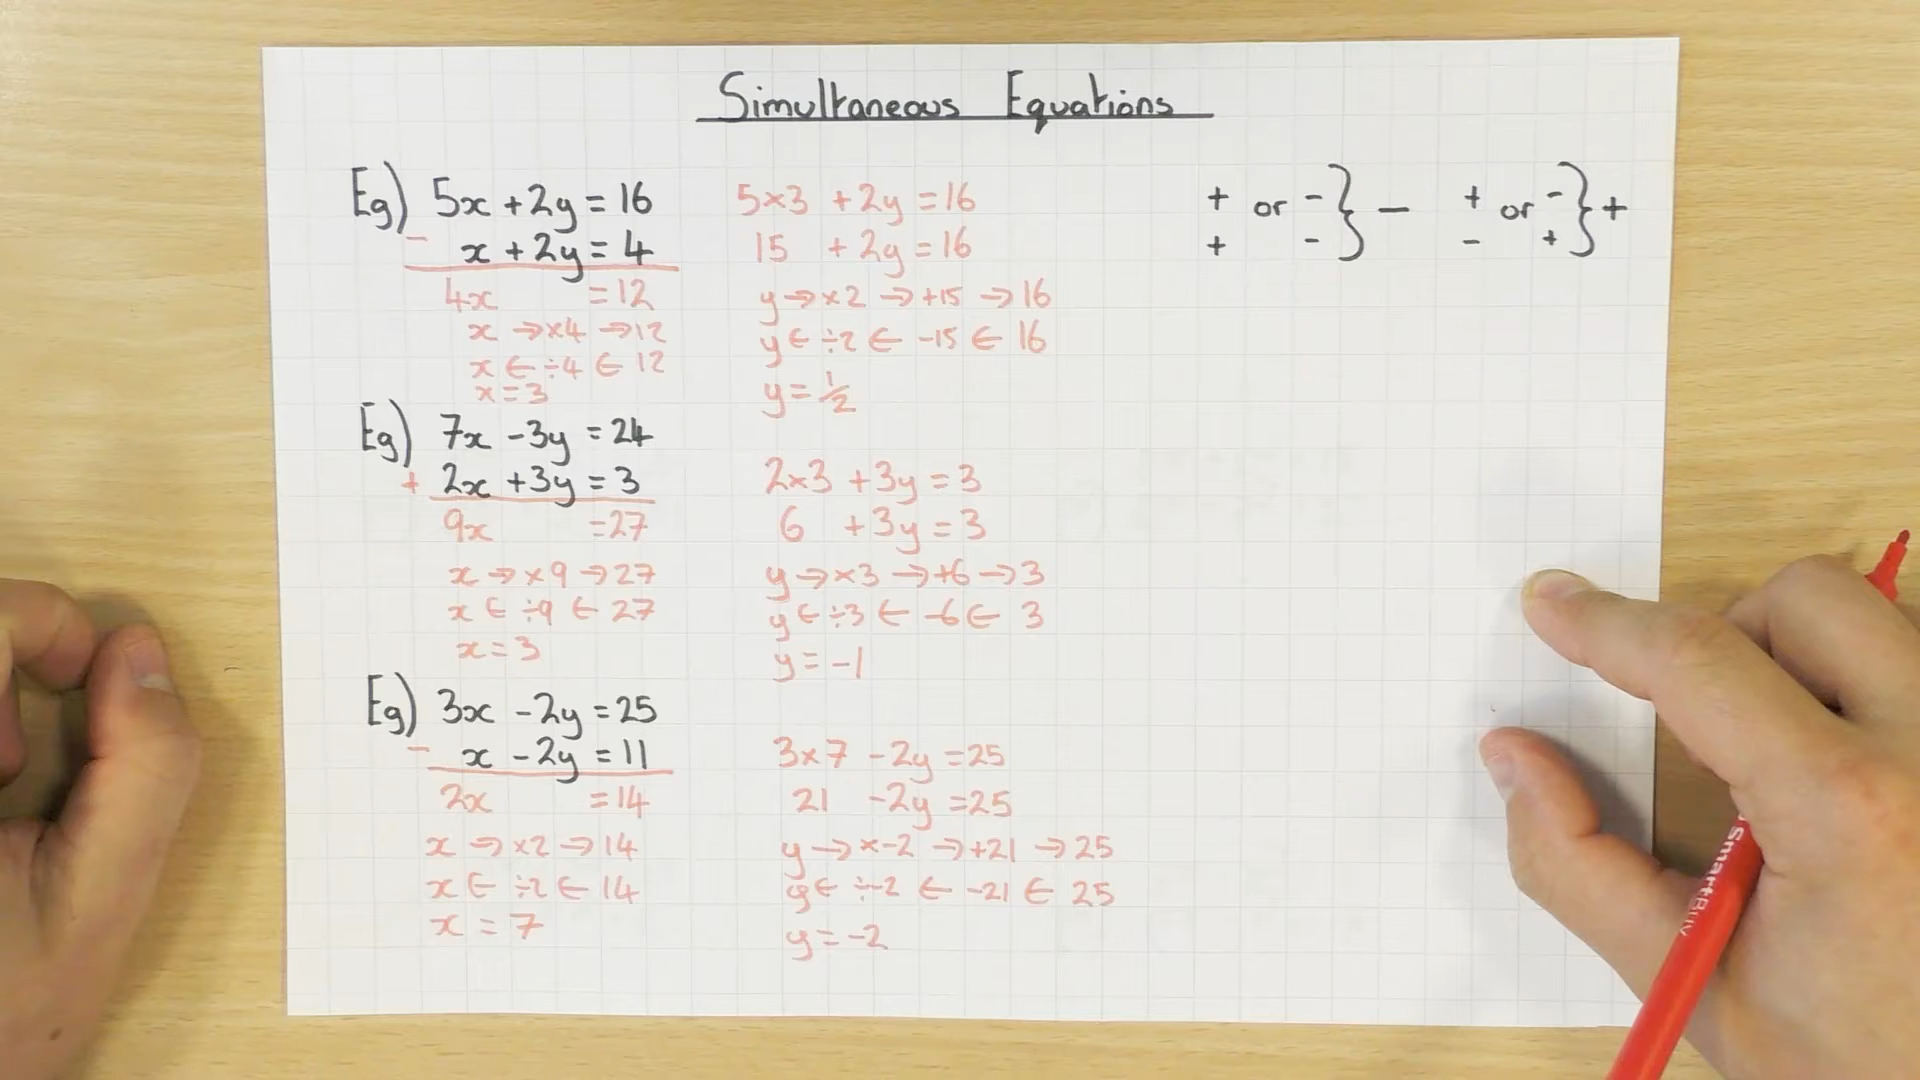 Simultaneous Equations
Eg) 5x + 2y = 16
- x + 2y = 4
4x = 12
x → ×4 → 12
x ← ÷4 ← 12
x = 3
5×3 + 2y = 16
15 + 2y = 16
y → ×2 → +15 → 16
y ← ÷2 ← -15 ← 16
y = 1/2
+ or - } - + or - } +
+ - - +
Eg) 7x - 3y = 24
+ 2x + 3y = 3
9x = 27
x → ×9 → 27
x ← ÷9 ← 27
x = 3
2×3 + 3y = 3
6 + 3y = 3
y → ×3 → +6 → 3
y ← ÷3 ← -6 ← 3
y = -1
Eg) 3x - 2y = 25
- x - 2y = 11
2x = 14
x → ×2 → 14
x ← ÷2 ← 14
x = 7
3×7 - 2y = 25
21 - 2y = 25
y → ×-2 → +21 → 25
y ← ÷-2 ← -21 ← 25
y = -2
SmartBuy